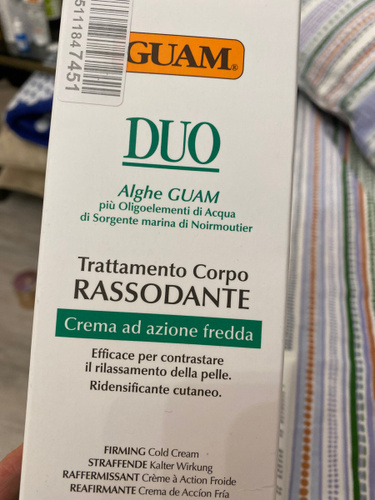 5111847451
GUAM®
DUO
Alghe GUAM
più Oligoelementi di Acqua
di Sorgente marina di Noirmoutier
Trattamento Corpo
RASSODANTE
Crema ad azione fredda
Efficace per contrastare
il rilassamento della pelle.
Ridensificante cutaneo.
FIRMING Cold Cream
STRAFFENDE Kalter Wirkung
RAFFERMISSANT Crème à Action Froide
REAFIRMANTE Crema de Accíon Fría